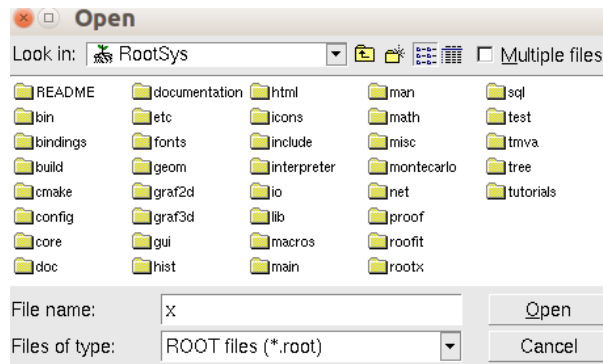 Open
Look in: RootSys Multiple files
README documentation html man sql
bin etc icons math test
bindings fonts include misc tmva
build geom interpreter montecarlo tree
cmake graf2d io net tutorials
config graf3d lib proof
core gui macros roofit
doc hist main rootx
File name: x Open
Files of type: ROOT files (*.root) Cancel